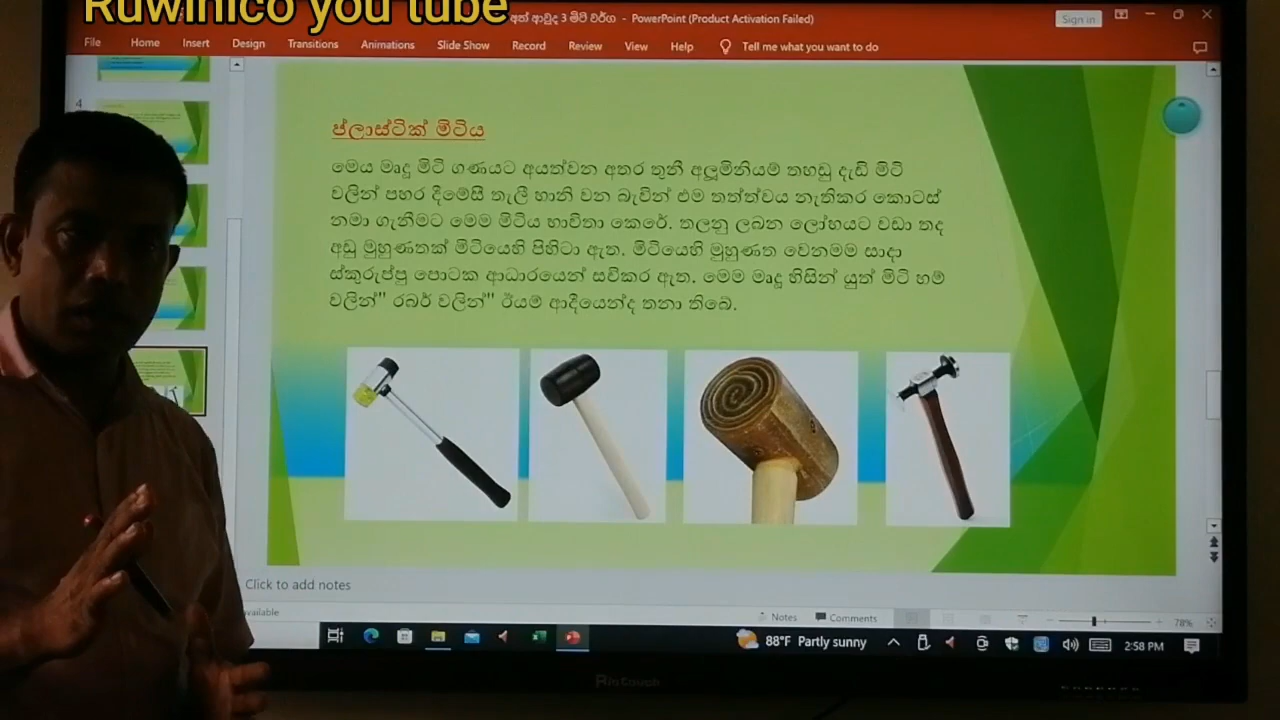 Ruwinico you tube
අත් ආවුද 3 මිටි වර්ග - PowerPoint (Product Activation Failed)
Sign in
File Home Insert Design Transitions Animations Slide Show Record Review View Help Tell me what you want to do
4
ප්ලාස්ටික් මිටිය
මෙය මෘදු මිටි ගණයට අයත්වන අතර තුනී අලුමිනියම් තහඩු දැඩි මිටි
වලින් පහර දීමේසී තැලී හානි වන බැවින් එම තත්ත්වය නැතිකර කොටස්
නමා ගැනීමට මෙම මිටිය භාවිතා කෙරේ. තලනු ලබන ලෝහයට වඩා තද
අඩු මුහුණතක් මිටියෙහි පිහිටා ඇත. මිටියෙහි මුහුණත වෙනමම සාදා
ස්කුරුප්පු පොටක ආධාරයෙන් සවිකර ඇත. මෙම මෘදු හිසින් යුත් මිටි හම්
වලින්" රබර් වලින්" ඊයම් ආදීයෙන්ද තනා තිබේ.
Click to add notes
Notes Comments 78%
88°F Partly sunny 2:58 PM